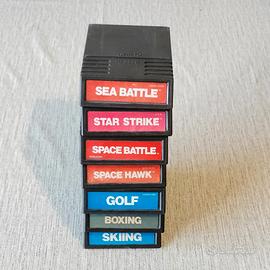 SEA BATTLE
STAR STRIKE
SPACE BATTLE
SPACE HAWK
GOLF
BOXING
SKIING